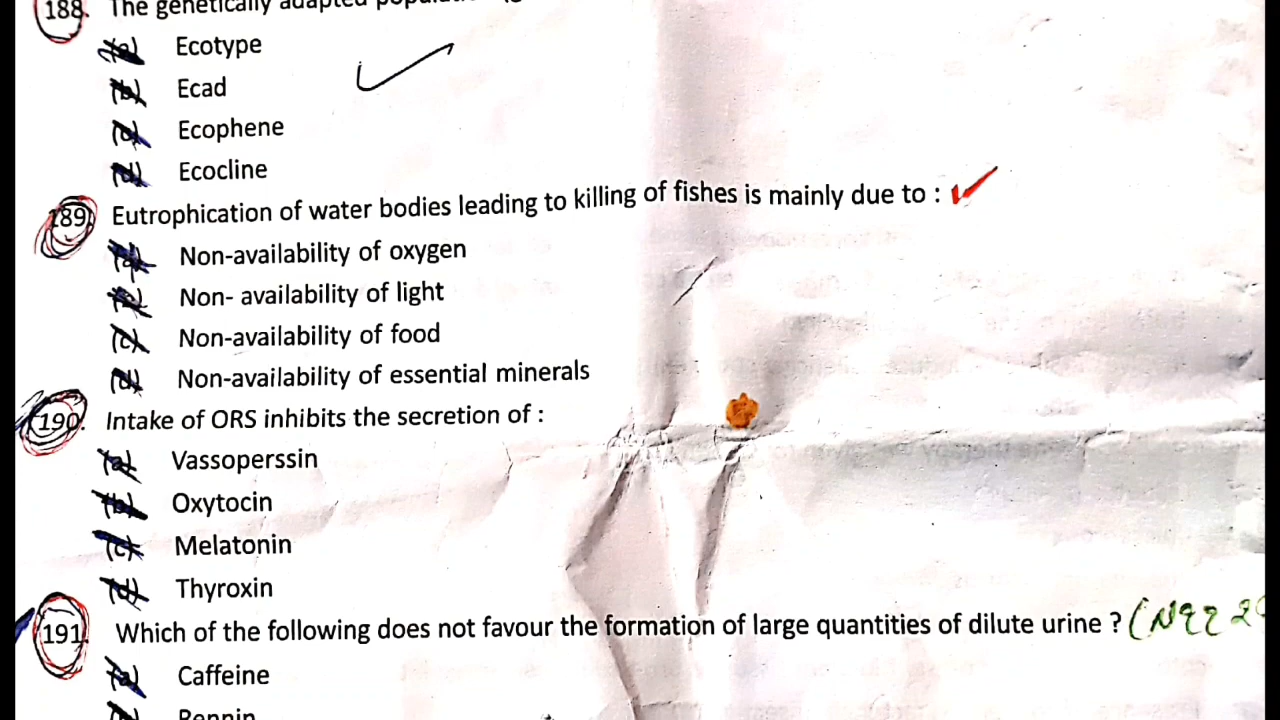 188. The genetically adapted
(a) Ecotype
(b) Ecad
(c) Ecophene
(d) Ecocline
189. Eutrophication of water bodies leading to killing of fishes is mainly due to :
(a) Non-availability of oxygen
Non- availability of light
(c) Non-availability of food
(d) Non-availability of essential minerals
190. Intake of ORS inhibits the secretion of :
(a) Vassoperssin
(b) Oxytocin
(c) Melatonin
(d) Thyroxin
191. Which of the following does not favour the formation of large quantities of dilute urine ?
(a) Caffeine
Rennin